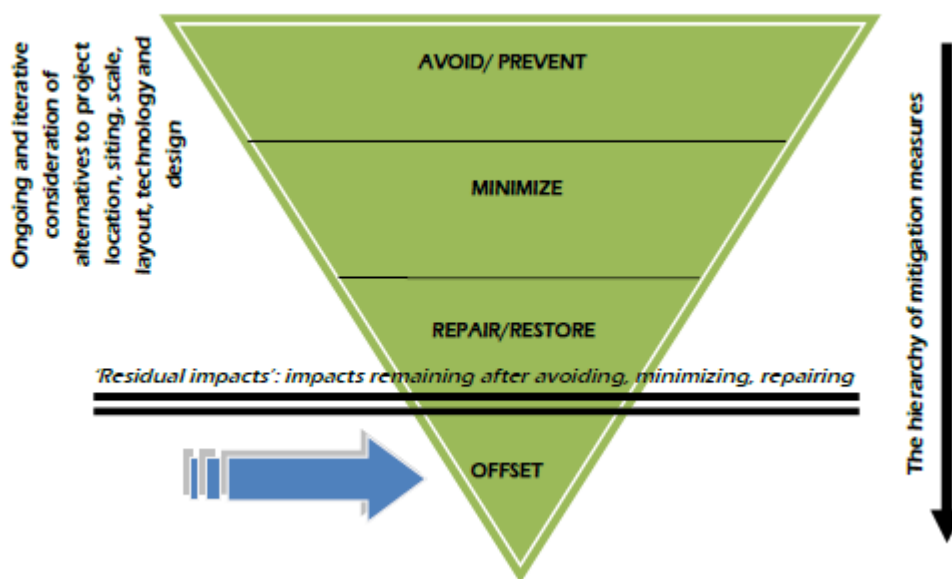 Ongoing and iterative
consideration of
alternatives to project
location, siting, scale,
layout, technology and
design
AVOID/ PREVENT
MINIMIZE
REPAIR/RESTORE
'Residual impacts': impacts remaining after avoiding, minimizing, repairing
OFFSET
The hierarchy of mitigation measures